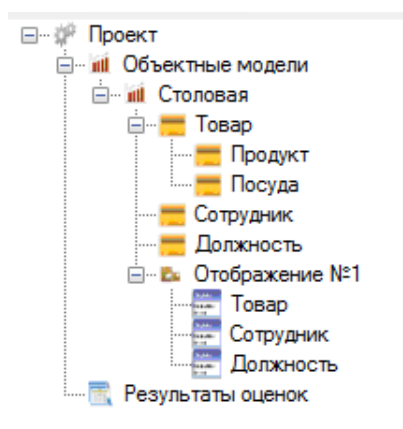 Проект
Объектные модели
Столовая
Товар
Продукт
Посуда
Сотрудник
Должность
Отображение №1
Товар
Сотрудник
Должность
Результаты оценок